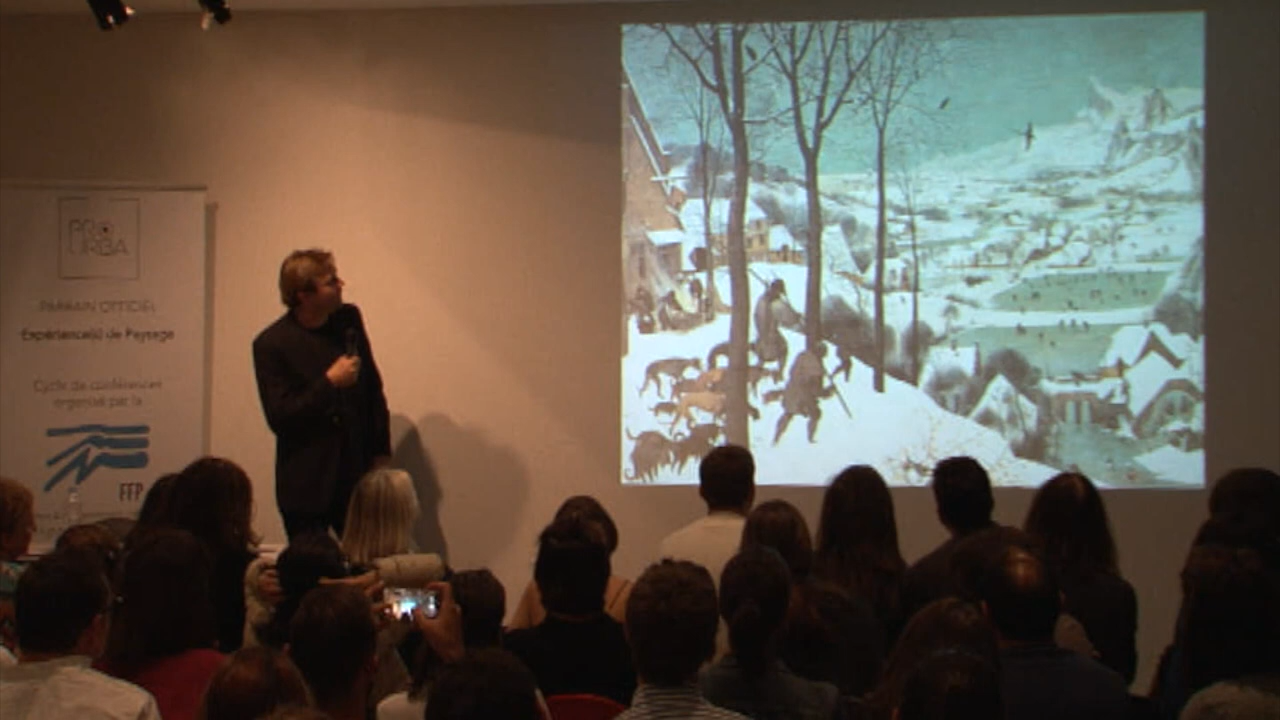 PRO
URBA
PARRAIN OFFICIEL
Expérience(s) de Paysage
Cycle de conférences
organisé par la
FFP